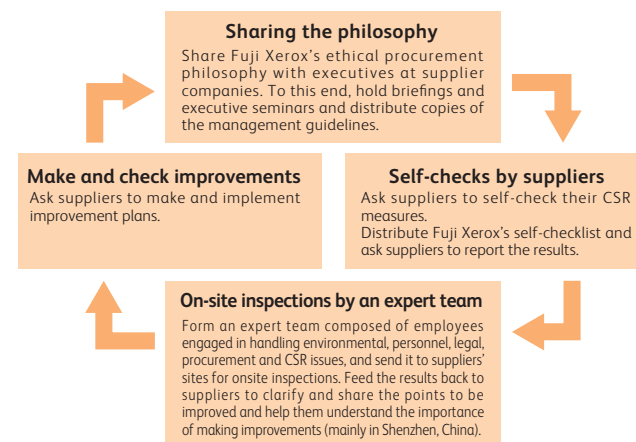 Sharing the philosophy
Share Fuji Xerox’s ethical procurement
philosophy with executives at supplier
companies. To this end, hold briefings and
executive seminars and distribute copies of
the management guidelines.
Make and check improvements
Ask suppliers to make and implement
improvement plans.
Self-checks by suppliers
Ask suppliers to self-check their CSR
measures.
Distribute Fuji Xerox’s self-checklist and
ask suppliers to report the results.
On-site inspections by an expert team
Form an expert team composed of employees
engaged in handling environmental, personnel, legal,
procurement and CSR issues, and send it to suppliers’
sites for onsite inspections. Feed the results back to
suppliers to clarify and share the points to be
improved and help them understand the importance
of making improvements (mainly in Shenzhen, China).